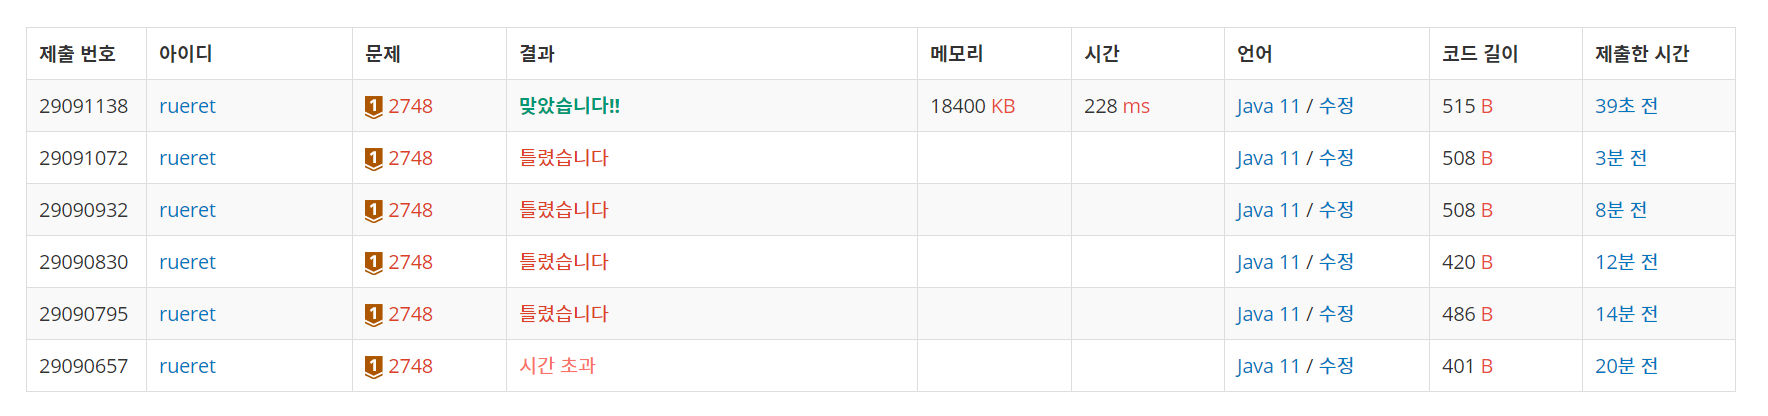 제출 번호 아이디 문제 결과 메모리 시간 언어 코드 길이 제출한 시간
29091138 rueret 1 2748 맞았습니다!! 18400 KB 228 ms Java 11 / 수정 515 B 39초 전
29091072 rueret 1 2748 틀렸습니다 Java 11 / 수정 508 B 3분 전
29090932 rueret 1 2748 틀렸습니다 Java 11 / 수정 508 B 8분 전
29090830 rueret 1 2748 틀렸습니다 Java 11 / 수정 420 B 12분 전
29090795 rueret 1 2748 틀렸습니다 Java 11 / 수정 486 B 14분 전
29090657 rueret 1 2748 시간 초과 Java 11 / 수정 401 B 20분 전